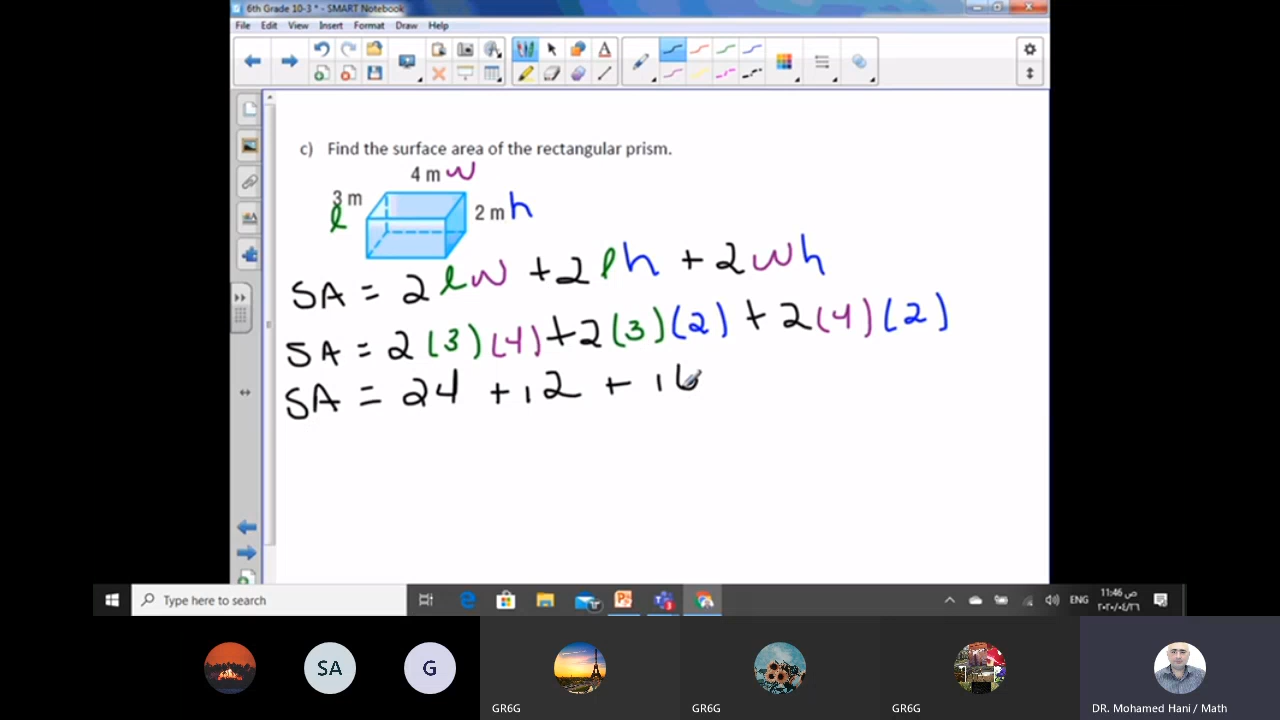 6th Grade 10-3 * - SMART Notebook
File Edit View Insert Format Draw Help
c) Find the surface area of the rectangular prism.
4 m w
3 m
l
2 m h
SA = 2 l w + 2 l h + 2 w h
SA = 2 (3) (4) + 2 (3) (2) + 2 (4) (2)
SA = 24 + 12 + 16
Type here to search
ENG
11:46 ص
٢٠٢٠/٠٤/٢٦
SA
G
GR6G
GR6G
GR6G
DR. Mohamed Hani / Math